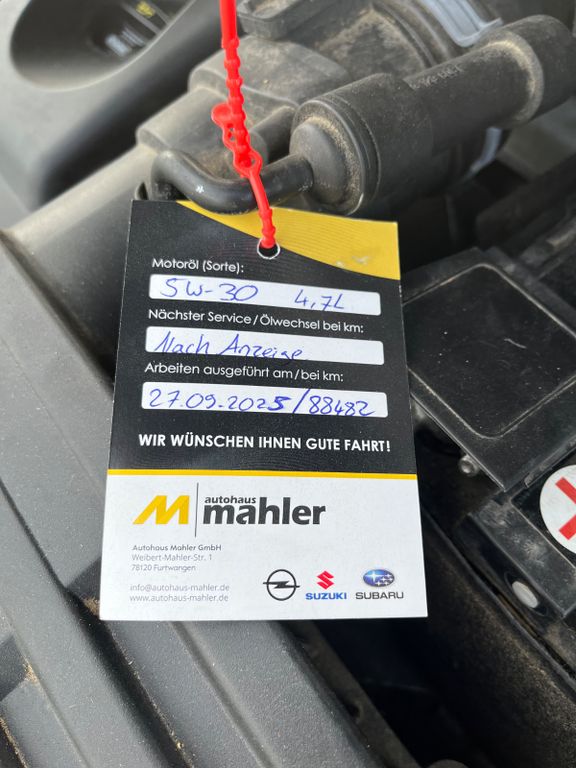 Motoröl (Sorte):
5W-30 4,7L
Nächster Service / Ölwechsel bei km:
Nach Anzeige
Arbeiten ausgeführt am / bei km:
27.09.2025/88482
WIR WÜNSCHEN IHNEN GUTE FAHRT!
autohaus
mahler
Autohaus Mahler GmbH
Weibert-Mahler-Str. 1
78120 Furtwangen
info@autohaus-mahler.de
www.autohaus-mahler.de
SUZUKI
SUBARU